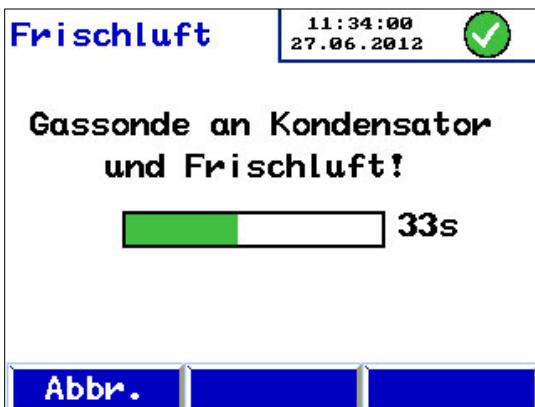 Frischluft
11:34:00
27.06.2012
Gassonde an Kondensator
und Frischluft!
33s
Abbr.